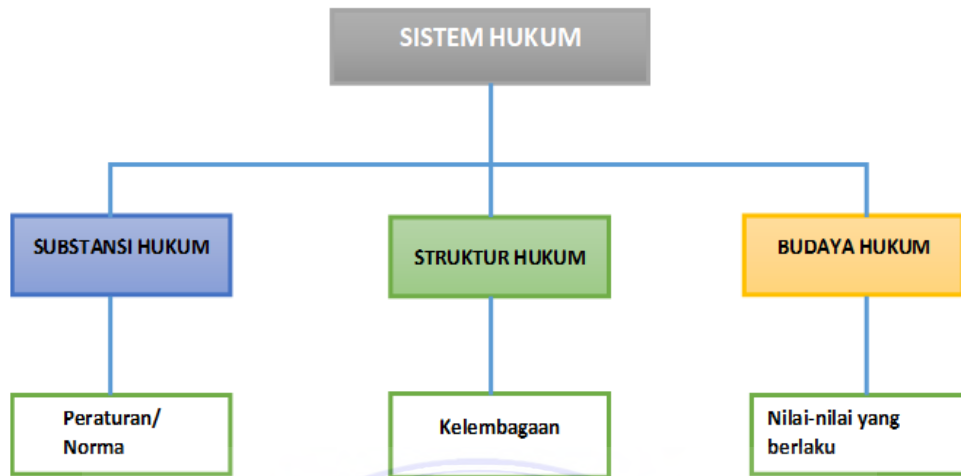 SISTEM HUKUM
SUBSTANSI HUKUM
STRUKTUR HUKUM
BUDAYA HUKUM
Peraturan/
Norma
Kelembagaan
Nilai-nilai yang
berlaku